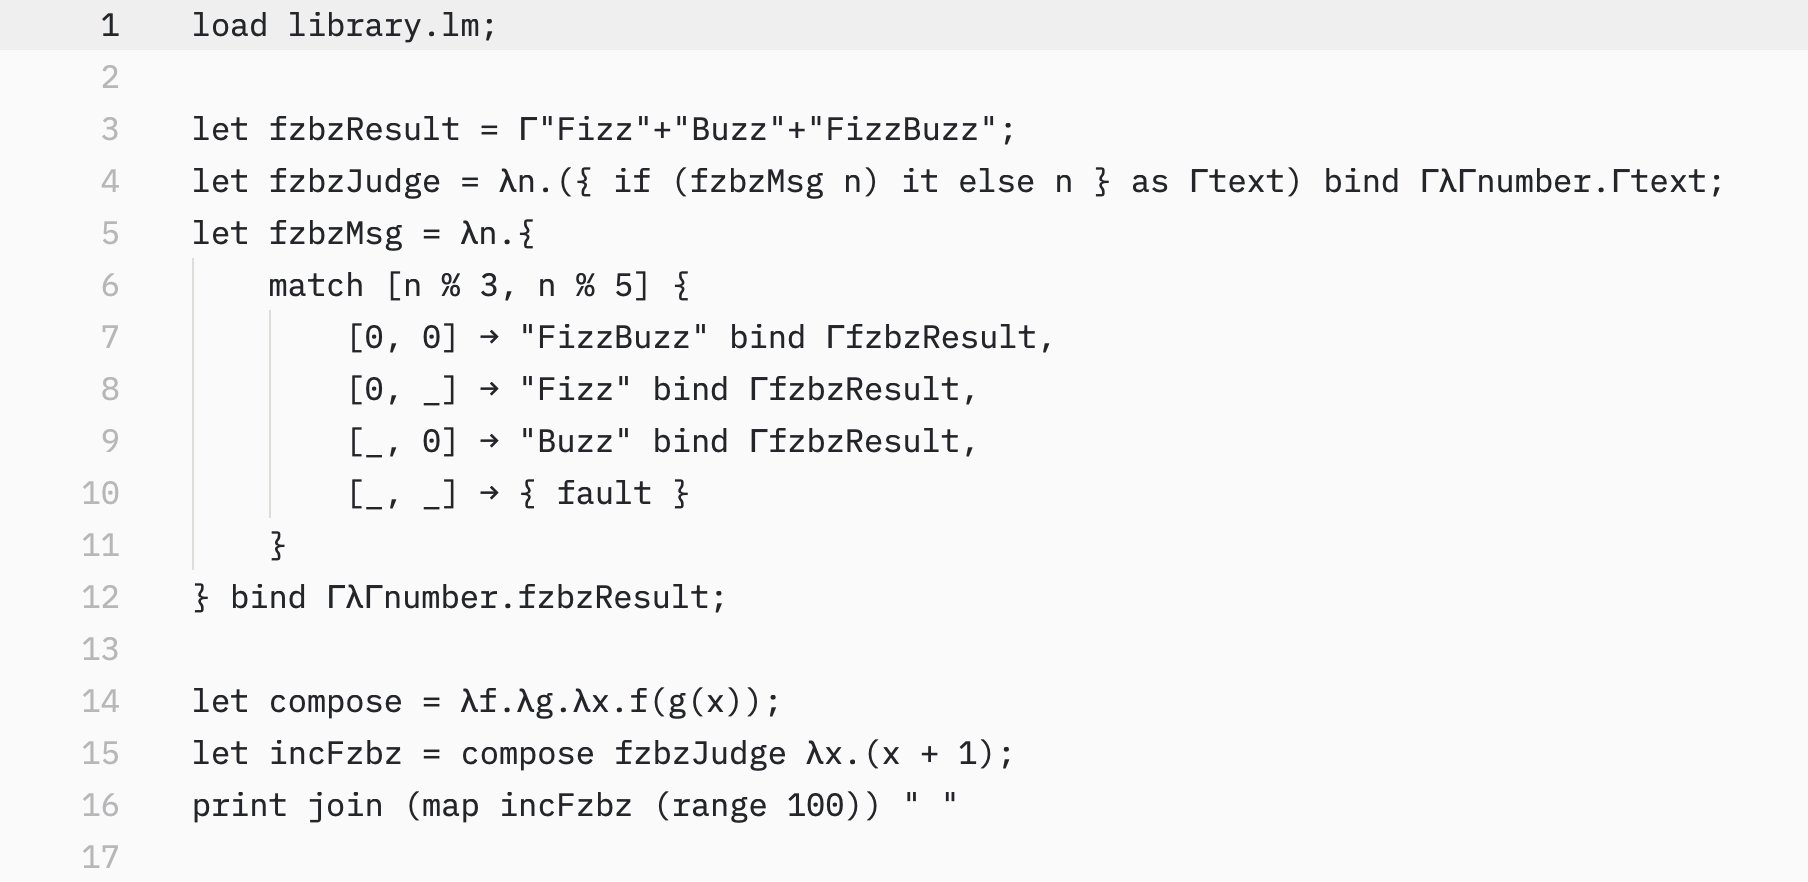 1 load library.lm;
2
3 let fzbzResult = Γ"Fizz"+"Buzz"+"FizzBuzz";
4 let fzbzJudge = λn.({ if (fzbzMsg n) it else n } as Γtext) bind ΓλΓnumber.Γtext;
5 let fzbzMsg = λn.{
6     match [n % 3, n % 5] {
7         [0, 0] → "FizzBuzz" bind ΓfzbzResult,
8         [0, _] → "Fizz" bind ΓfzbzResult,
9         [_, 0] → "Buzz" bind ΓfzbzResult,
10         [_, _] → { fault }
11     }
12 } bind ΓλΓnumber.fzbzResult;
13
14 let compose = λf.λg.λx.f(g(x));
15 let incFzbz = compose fzbzJudge λx.(x + 1);
16 print join (map incFzbz (range 100)) " "
17